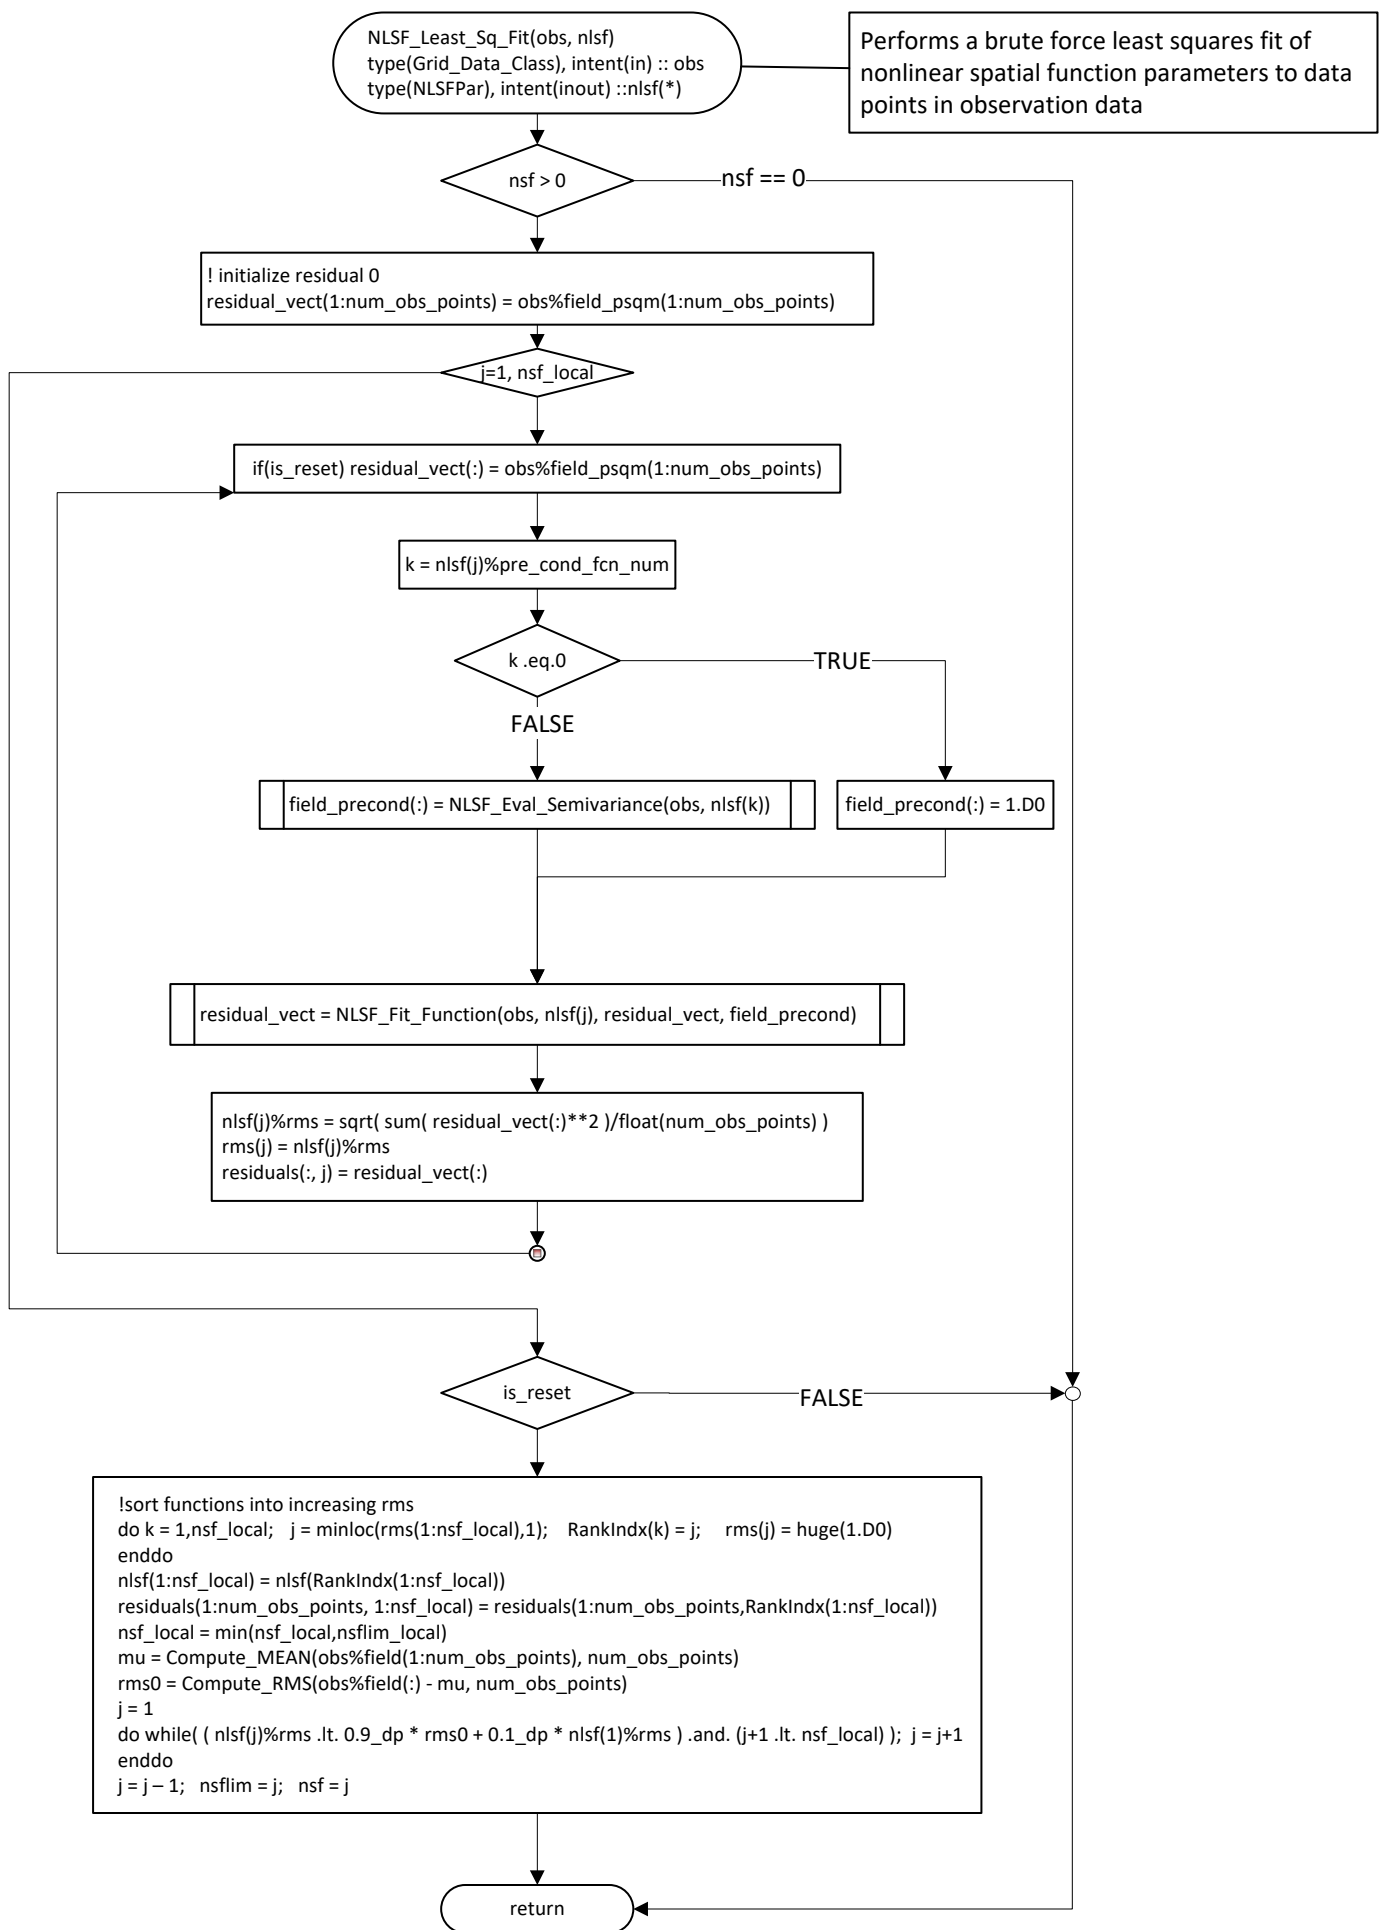 NLSF_Least_Sq_Fit(obs, nlsf)
type(Grid_Data_Class), intent(in) :: obs
type(NLSFPar), intent(inout) ::nlsf(*)
Performs a brute force least squares fit of
nonlinear spatial function parameters to data
points in observation data
nsf > 0
nsf == 0
! initialize residual 0
residual_vect(1:num_obs_points) = obs%field_psqm(1:num_obs_points)
j=1, nsf_local
if(is_reset) residual_vect(:) = obs%field_psqm(1:num_obs_points)
k = nlsf(j)%pre_cond_fcn_num
k .eq.0
TRUE
FALSE
field_precond(:) = NLSF_Eval_Semivariance(obs, nlsf(k))
field_precond(:) = 1.D0
residual_vect = NLSF_Fit_Function(obs, nlsf(j), residual_vect, field_precond)
nlsf(j)%rms = sqrt( sum( residual_vect(:)**2 )/float(num_obs_points) )
rms(j) = nlsf(j)%rms
residuals(:, j) = residual_vect(:)
is_reset
FALSE
!sort functions into increasing rms
do k = 1,nsf_local;   j = minloc(rms(1:nsf_local),1);    RankIndx(k) = j;     rms(j) = huge(1.D0)
enddo
nlsf(1:nsf_local) = nlsf(RankIndx(1:nsf_local))
residuals(1:num_obs_points, 1:nsf_local) = residuals(1:num_obs_points,RankIndx(1:nsf_local))
nsf_local = min(nsf_local,nsflim_local)
mu = Compute_MEAN(obs%field(1:num_obs_points), num_obs_points)
rms0 = Compute_RMS(obs%field(:) - mu, num_obs_points)
j = 1
do while( ( nlsf(j)%rms .lt. 0.9_dp * rms0 + 0.1_dp * nlsf(1)%rms ) .and. (j+1 .lt. nsf_local) );  j = j+1
enddo
j = j – 1;   nsflim = j;   nsf = j
return